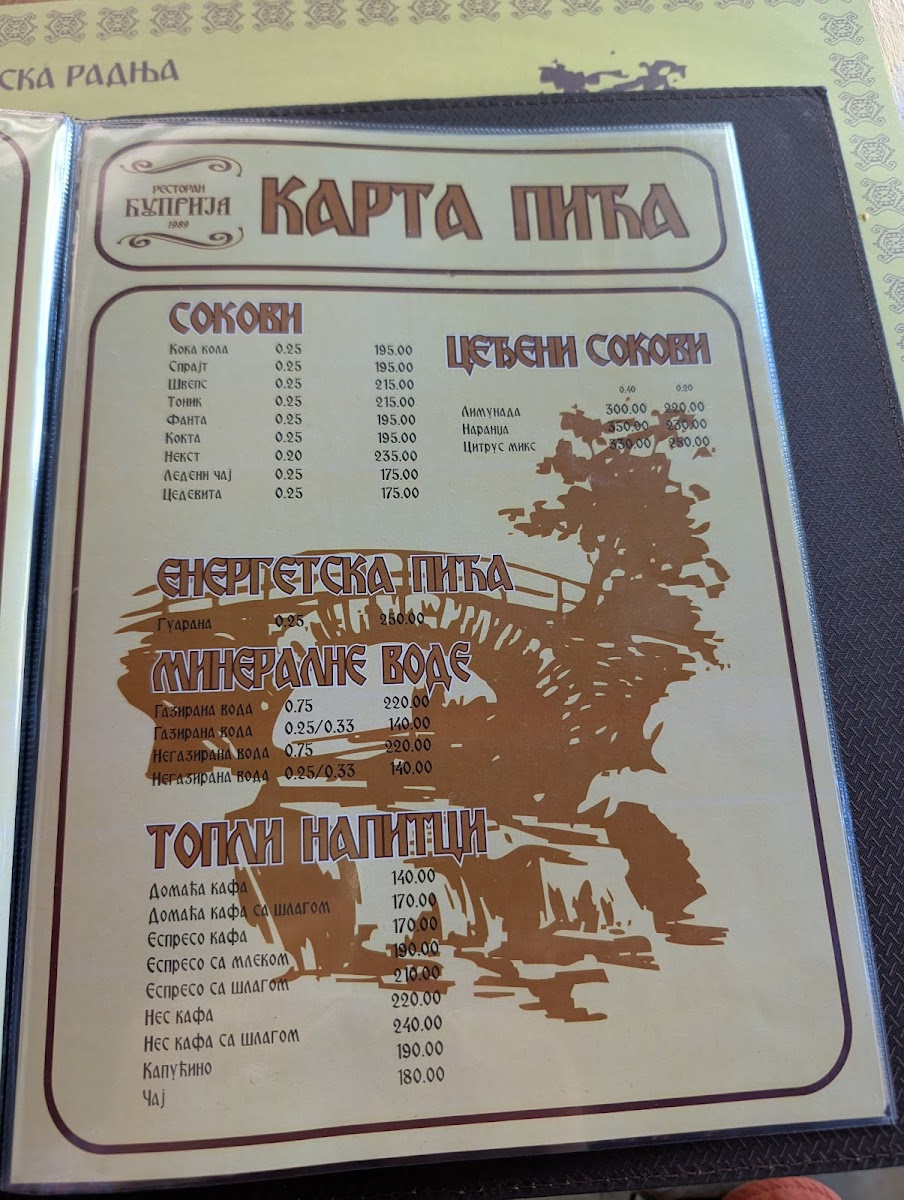 СКА РАДЊА
РЕСТОРАН
ЋУПРИЈА
1989
КАРТА ПИЋА
СОКОВИ
Кока кола 0.25 195.00
Спрајт 0.25 195.00
Швепс 0.25 215.00
Тоник 0.25 215.00
Фанта 0.25 195.00
Кокта 0.25 195.00
Некст 0.20 235.00
Ледени чај 0.25 175.00
Цедевита 0.25 175.00
ЦЕЂЕНИ СОКОВИ
0.40 0.20
Лимунада 300.00 220.00
Наранџа 350.00 230.00
Цитрус микс 330.00 230.00
ЕНЕРГЕТСКА ПИЋА
Гуарана 0.25 250.00
МИНЕРАЛНЕ ВОДЕ
Газирана вода 0.75 220.00
Газирана вода 0.25/0.33 140.00
Негазирана вода 0.75 220.00
Негазирана вода 0.25/0.33 140.00
ТОПЛИ НАПИТЦИ
Домаћа кафа 140.00
Домаћа кафа са шлагом 170.00
Еспресо кафа 170.00
Еспресо са млеком 190.00
Еспресо са шлагом 210.00
Нес кафа 220.00
Нес кафа са шлагом 240.00
Капућино 190.00
Чај 180.00